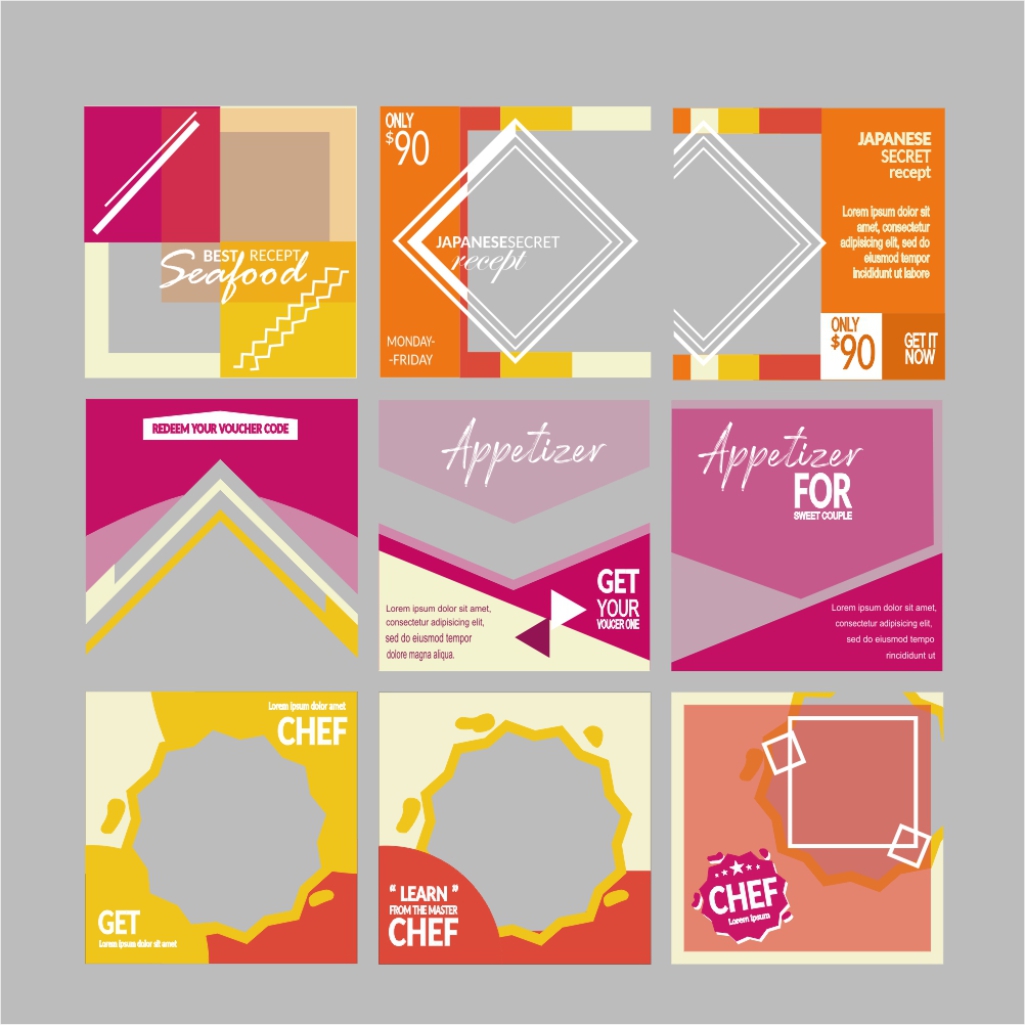 BEST RECEPT
Seafood
ONLY
$90
JAPANESESECRET
recept
MONDAY-
-FRIDAY
JAPANESE
SECRET
recept
Lorem ipsum dolor sit
amet, consectetur
adipisicing elit, sed do
eiusmod tempor
incididunt ut labore
ONLY
$90
GET IT
NOW
REDEEM YOUR VOUCHER CODE
Appetizer
GET
YOUR
YOUCER ONE
Lorem ipsum dolor sit amet,
consectetur adipisicing elit,
sed do eiusmod tempor
dolore magna aliqua.
Appetizer
FOR
SWEET COUPLE
Lorem ipsum dolor sit amet,
consectetur adipisicing elit,
sed do eiusmod tempo
rincididunt ut
Lorem ipsum dolor amet
CHEF
GET
Lorem ipsum dolor sit amet
“ LEARN ”
FROM THE MASTER
CHEF
CHEF
Lorem ipsum